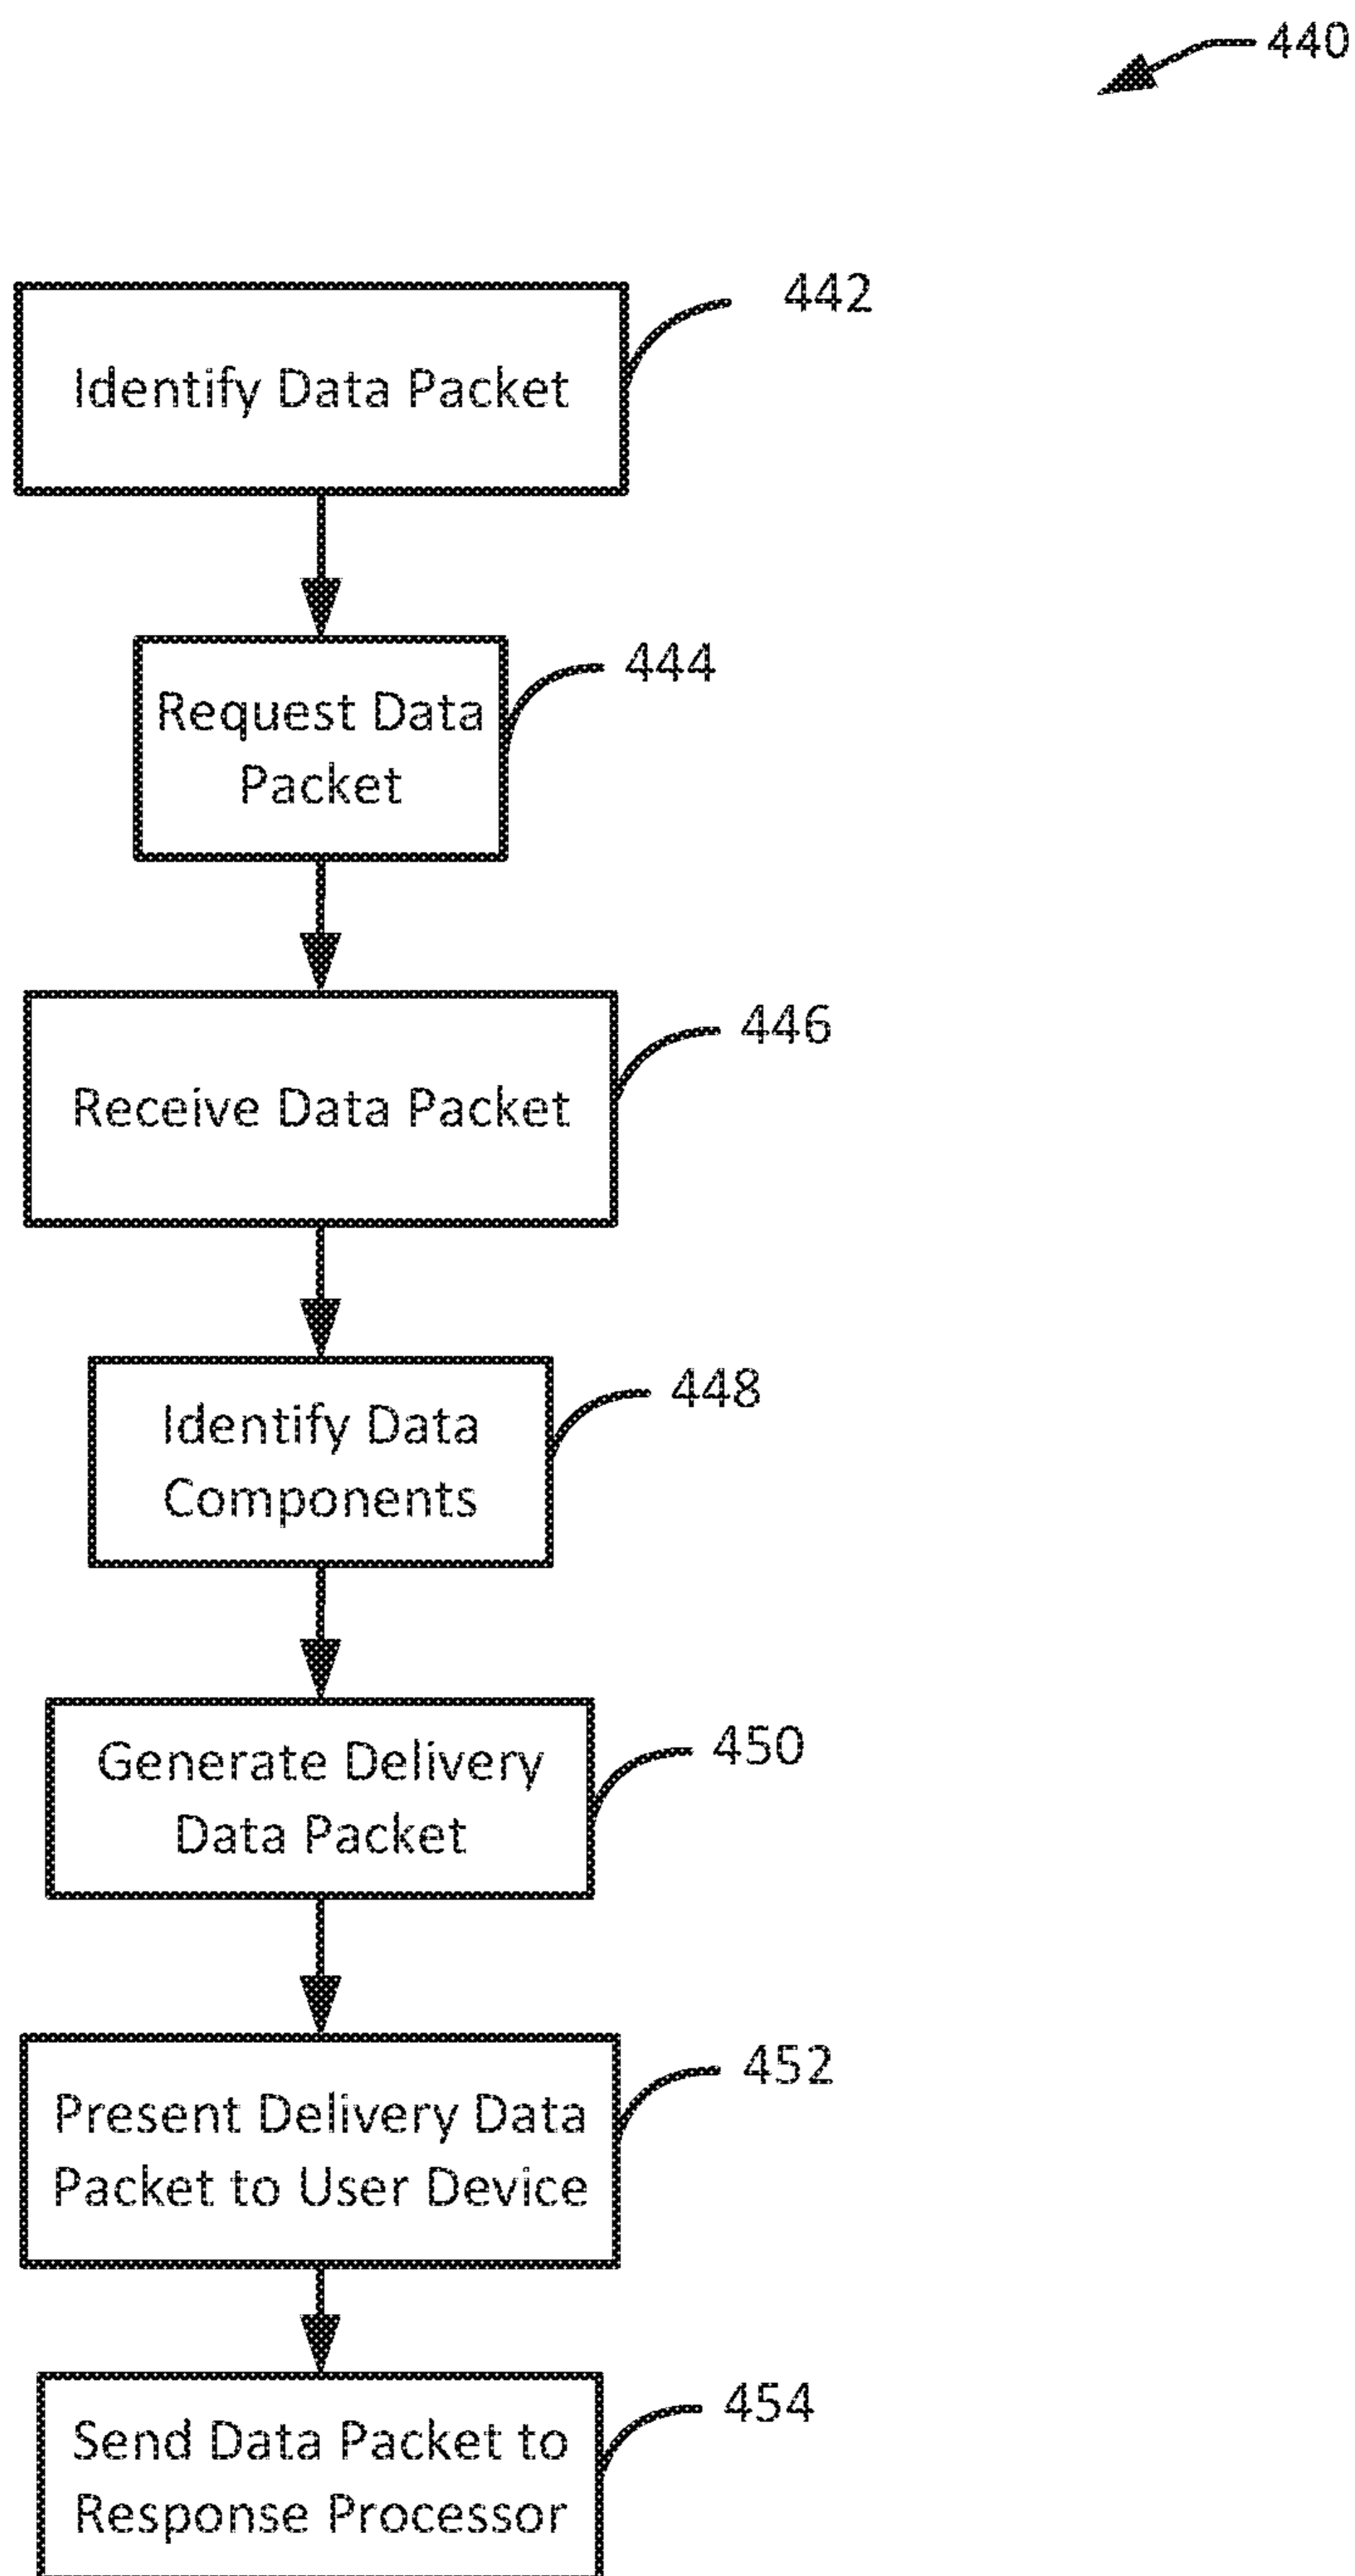 440
442
Identify Data Packet
444
Request Data
Packet
446
Receive Data Packet
448
Identify Data
Components
450
Generate Delivery
Data Packet
452
Present Delivery Data
Packet to User Device
454
Send Data Packet to
Response Processor